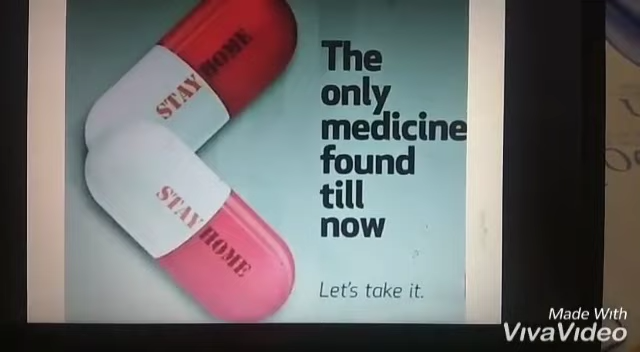 STAY HOME
STAY HOME
The
only
medicine
found
till
now
Let's take it.
Made With
VivaVideo